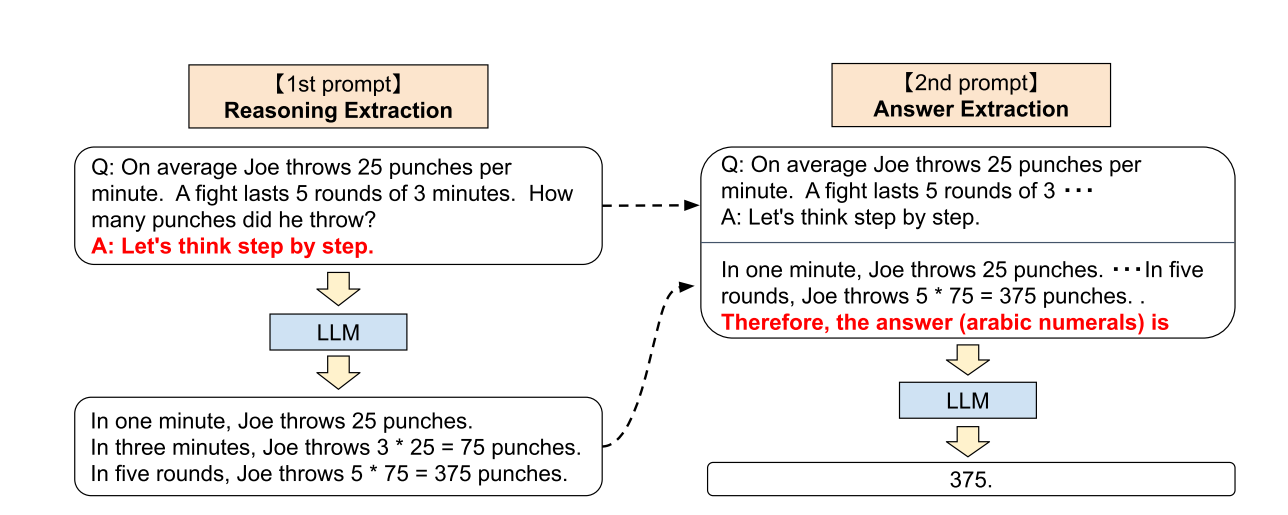 【1st prompt】
Reasoning Extraction
Q: On average Joe throws 25 punches per
minute.  A fight lasts 5 rounds of 3 minutes.  How
many punches did he throw?
A: Let's think step by step.
LLM
In one minute, Joe throws 25 punches.
In three minutes, Joe throws 3 * 25 = 75 punches.
In five rounds, Joe throws 5 * 75 = 375 punches.
【2nd prompt】
Answer Extraction
Q: On average Joe throws 25 punches per
minute.  A fight lasts 5 rounds of 3 ･･･
A: Let's think step by step.
In one minute, Joe throws 25 punches. ･･･In five
rounds, Joe throws 5 * 75 = 375 punches. .
Therefore, the answer (arabic numerals) is
LLM
375.